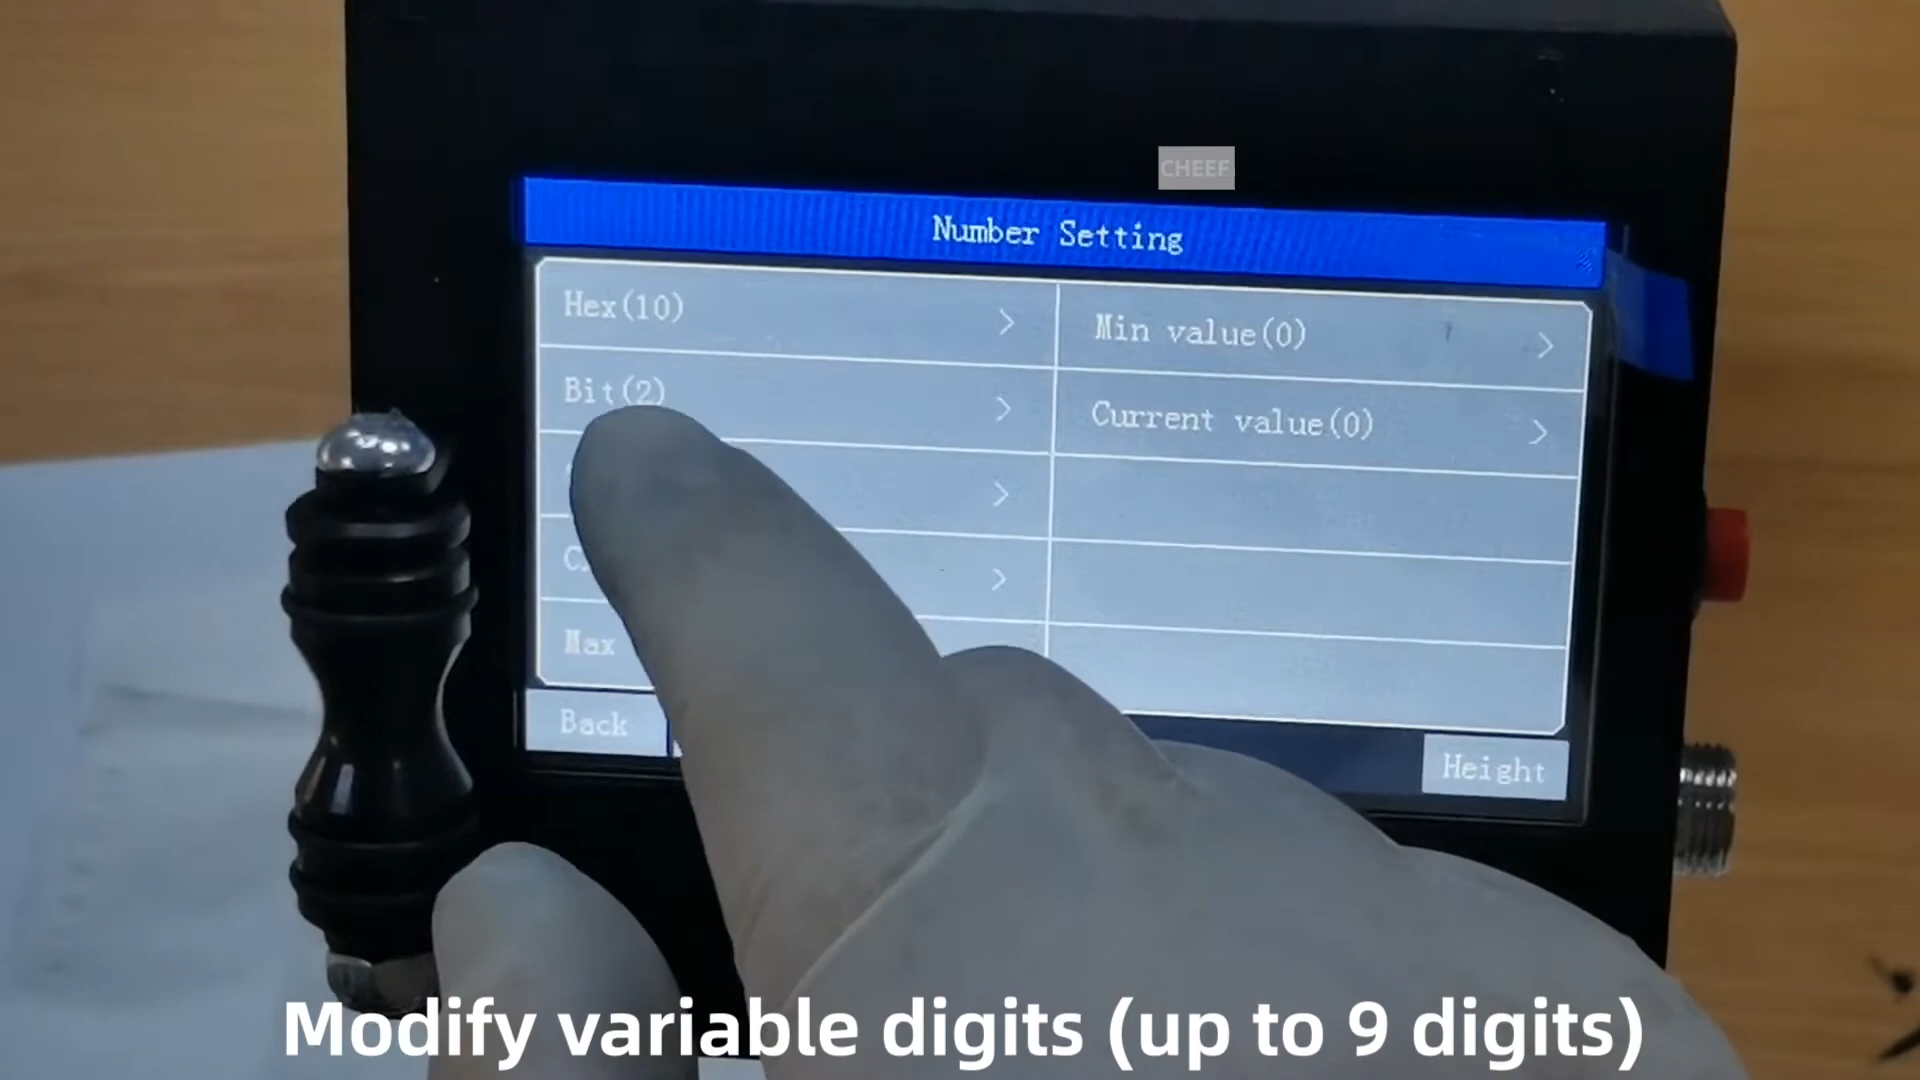 CHEEF
Number Setting
Hex(10)
Min value(0)
Bit(2)
Current value(0)
Max
Back
Height
Modify variable digits (up to 9 digits)